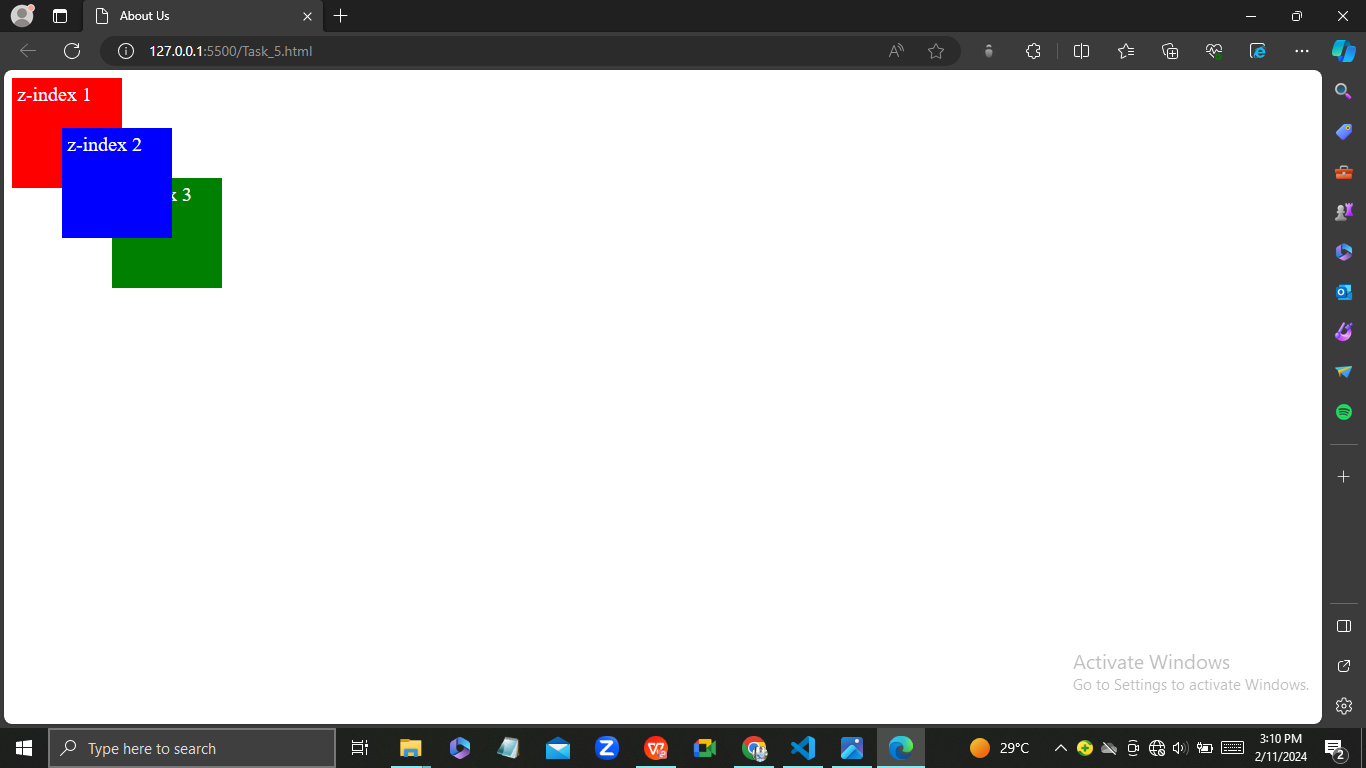 About Us
127.0.0.1:5500/Task_5.html
z-index 1
z-index 2
x 3
Activate Windows
Go to Settings to activate Windows.
Type here to search
29°C
3:10 PM
2/11/2024
2